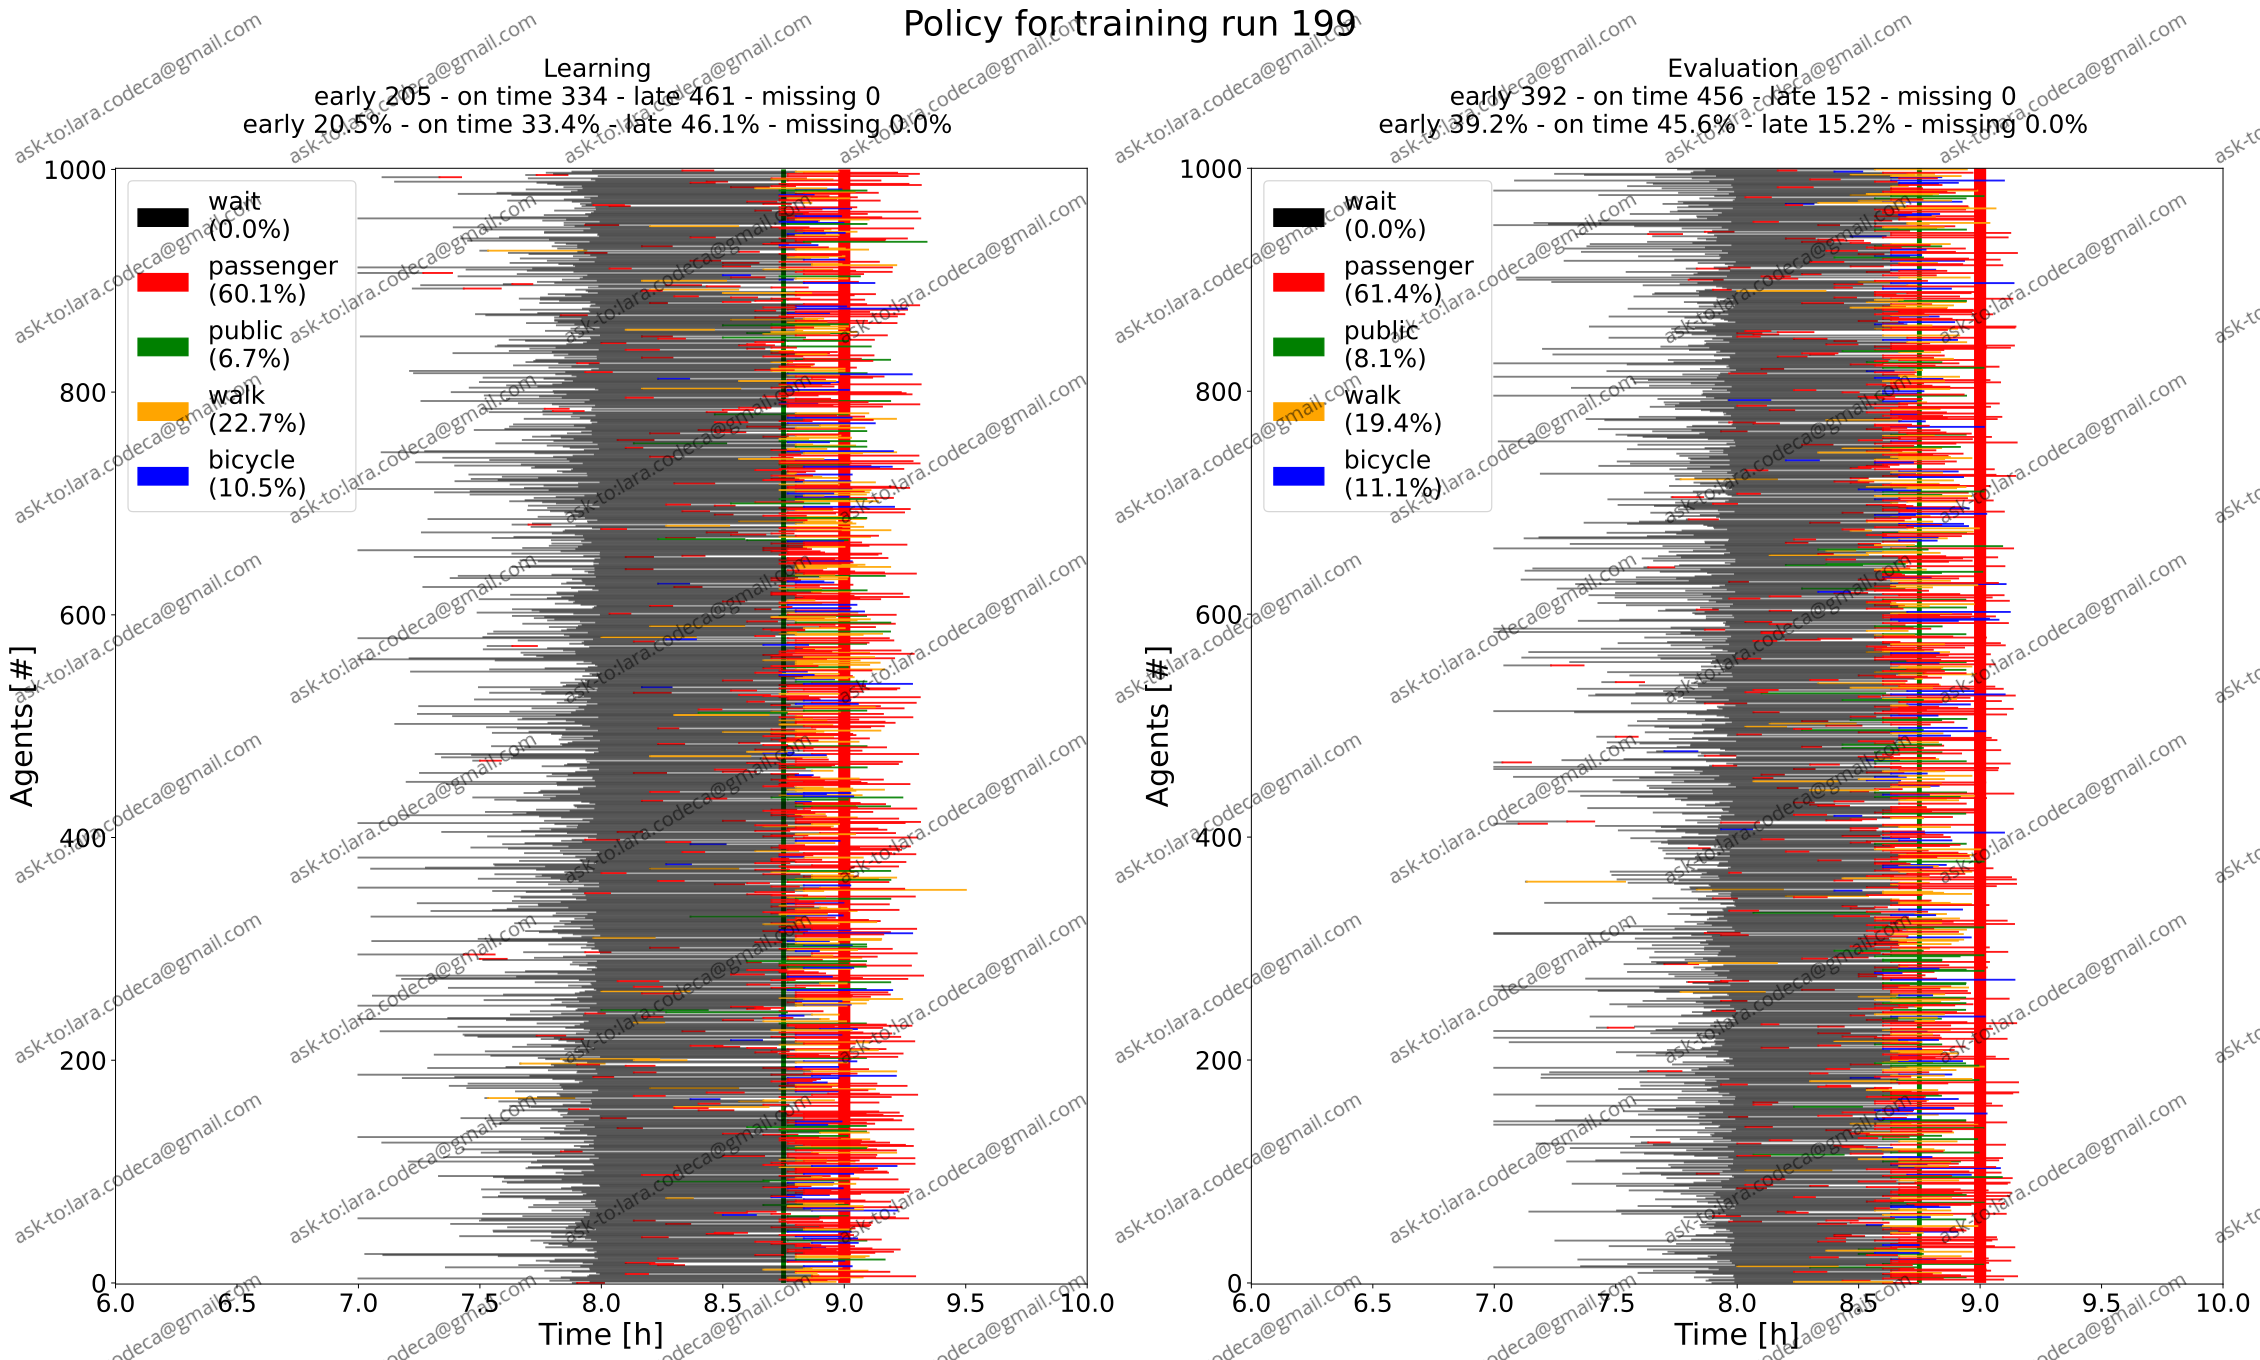 Policy for training run 199
Learning
early 205 - on time 334 - late 461 - missing 0
early 20.5% - on time 33.4% - late 46.1% - missing 0.0%
Evaluation
early 392 - on time 456 - late 152 - missing 0
early 39.2% - on time 45.6% - late 15.2% - missing 0.0%
Agents [#]
1000
800
600
400
200
0
wait
(0.0%)
passenger
(60.1%)
public
(6.7%)
walk
(22.7%)
bicycle
(10.5%)
6.0 6.5 7.0 7.5 8.0 8.5 9.0 9.5 10.0
Time [h]
Agents [#]
1000
800
600
400
200
0
wait
(0.0%)
passenger
(61.4%)
public
(8.1%)
walk
(19.4%)
bicycle
(11.1%)
6.0 6.5 7.0 7.5 8.0 8.5 9.0 9.5 10.0
Time [h]
ask-to:lara.codeca@gmail.com